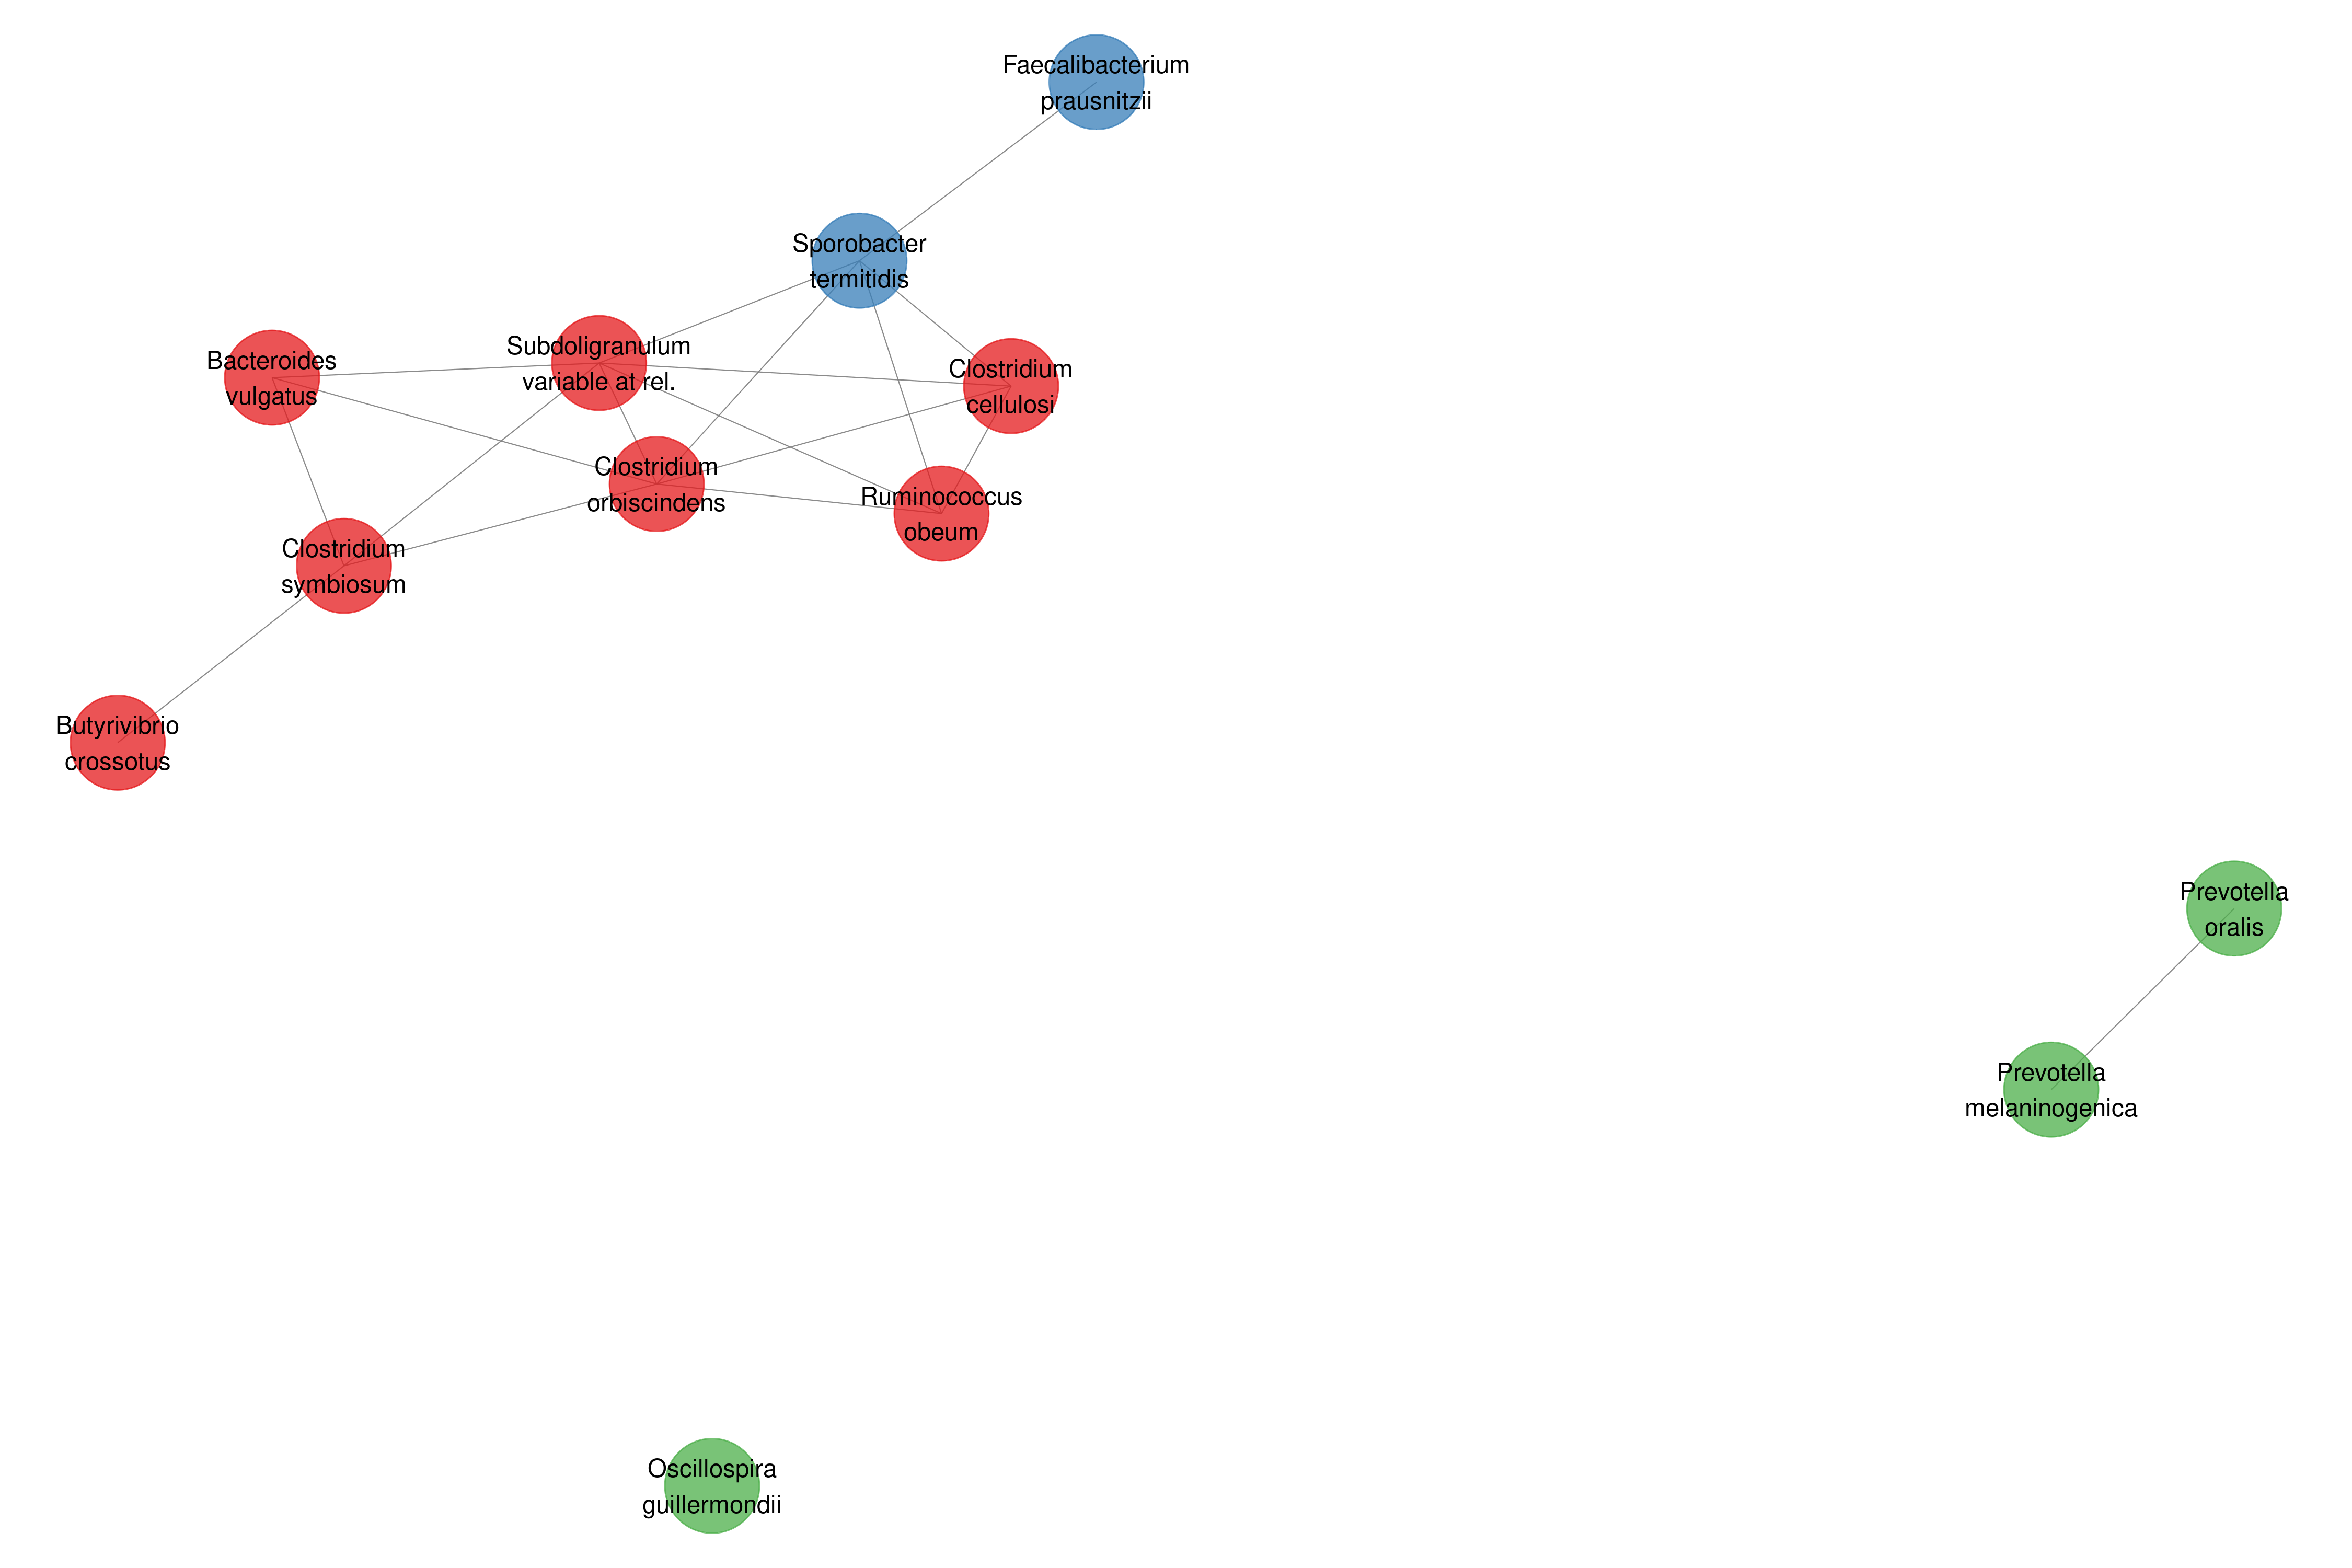 Faecalibacterium
prausnitzii
Sporobacter
termitidis
Subdoligranulum
variable at rel.
Bacteroides
vulgatus
Clostridium
cellulosi
Clostridium
orbiscindens
Ruminococcus
obeum
Clostridium
symbiosum
Butyrivibrio
crossotus
Prevotella
oralis
Prevotella
melaninogenica
Oscillospira
guillermondii